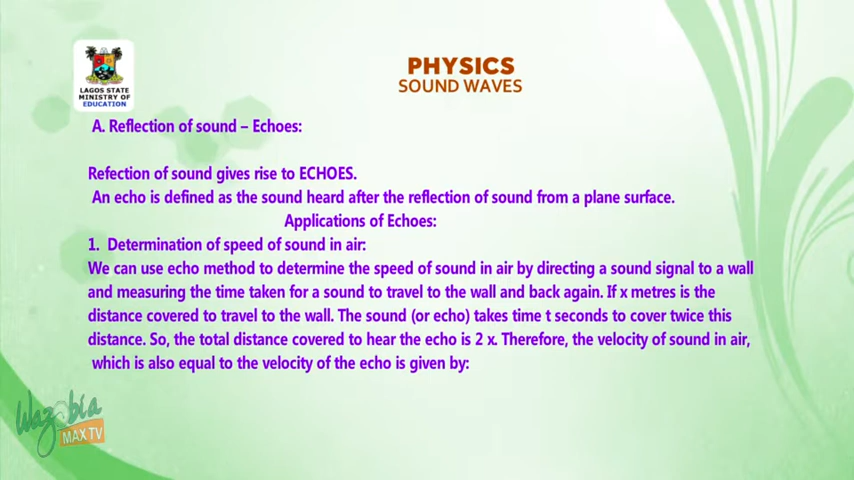 PHYSICS
SOUND WAVES
LAGOS STATE
MINISTRY OF
EDUCATION
A. Reflection of sound – Echoes:
Refection of sound gives rise to ECHOES.
An echo is defined as the sound heard after the reflection of sound from a plane surface.
Applications of Echoes:
1. Determination of speed of sound in air:
We can use echo method to determine the speed of sound in air by directing a sound signal to a wall
and measuring the time taken for a sound to travel to the wall and back again. If x metres is the
distance covered to travel to the wall. The sound (or echo) takes time t seconds to cover twice this
distance. So, the total distance covered to hear the echo is 2 x. Therefore, the velocity of sound in air,
which is also equal to the velocity of the echo is given by:
Wazobia
MAX TV